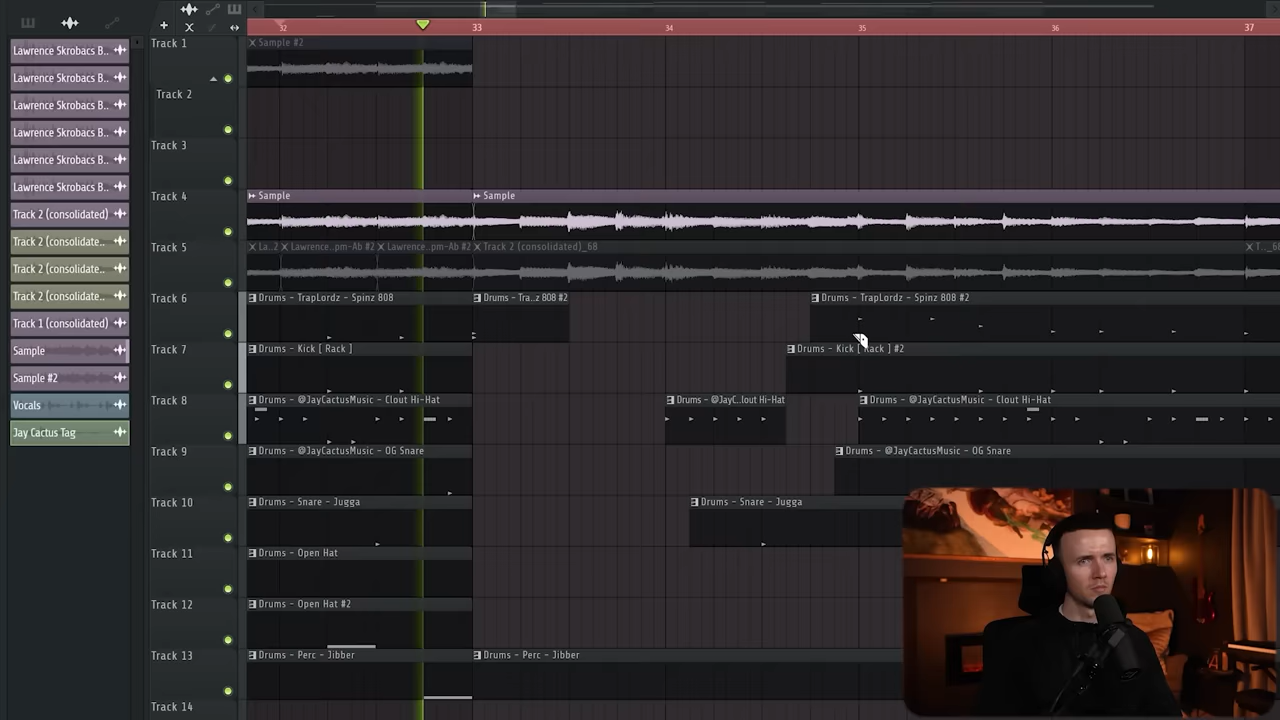 32
33
34
35
36
37
Lawrence Skrobacs B..
Lawrence Skrobacs B..
Lawrence Skrobacs B..
Lawrence Skrobacs B..
Lawrence Skrobacs B..
Lawrence Skrobacs B..
Track 2 (consolidated)
Track 2 (consolidate..
Track 2 (consolidate..
Track 2 (consolidate..
Track 1 (consolidated)
Sample
Sample #2
Vocals
Jay Cactus Tag
Track 1
Sample #2
Track 2
Track 3
Track 4
Sample
Sample
Track 5
La..2
Lawrence..pm-Ab #2
Lawrence..pm-Ab #2
Track 2 (consolidated)_68
T.._68
Track 6
Drums - TrapLordz - Spinz 808
Drums - Tra..z 808 #2
Drums - TrapLordz - Spinz 808 #2
Track 7
Drums - Kick [ Rack ]
Drums - Kick [ Rack ] #2
Track 8
Drums - @JayCactusMusic - Clout Hi-Hat
Drums - @JayC..lout Hi-Hat
Drums - @JayCactusMusic - Clout Hi-Hat
Track 9
Drums - @JayCactusMusic - OG Snare
Drums - @JayCactusMusic - OG Snare
Track 10
Drums - Snare - Jugga
Drums - Snare - Jugga
Track 11
Drums - Open Hat
Track 12
Drums - Open Hat #2
Track 13
Drums - Perc - Jibber
Drums - Perc - Jibber
Track 14